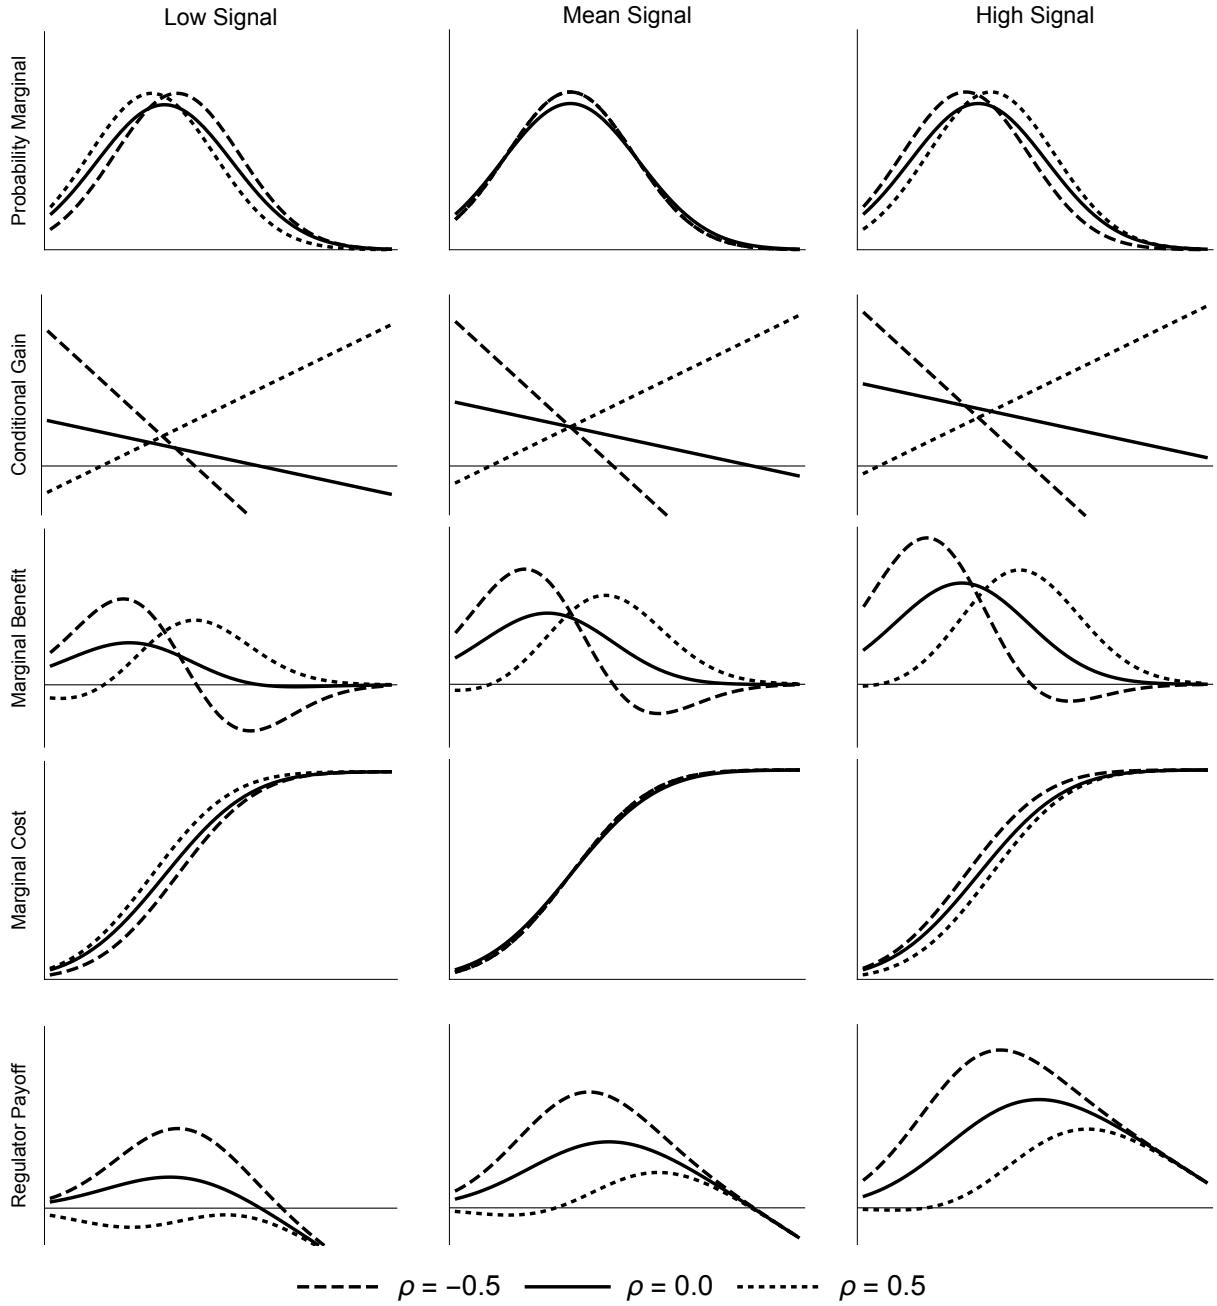 Low Signal
Mean Signal
High Signal
Probability Marginal
Conditional Gain
Marginal Benefit
Marginal Cost
Regulator Payoff
ρ = −0.5
ρ = 0.0
ρ = 0.5